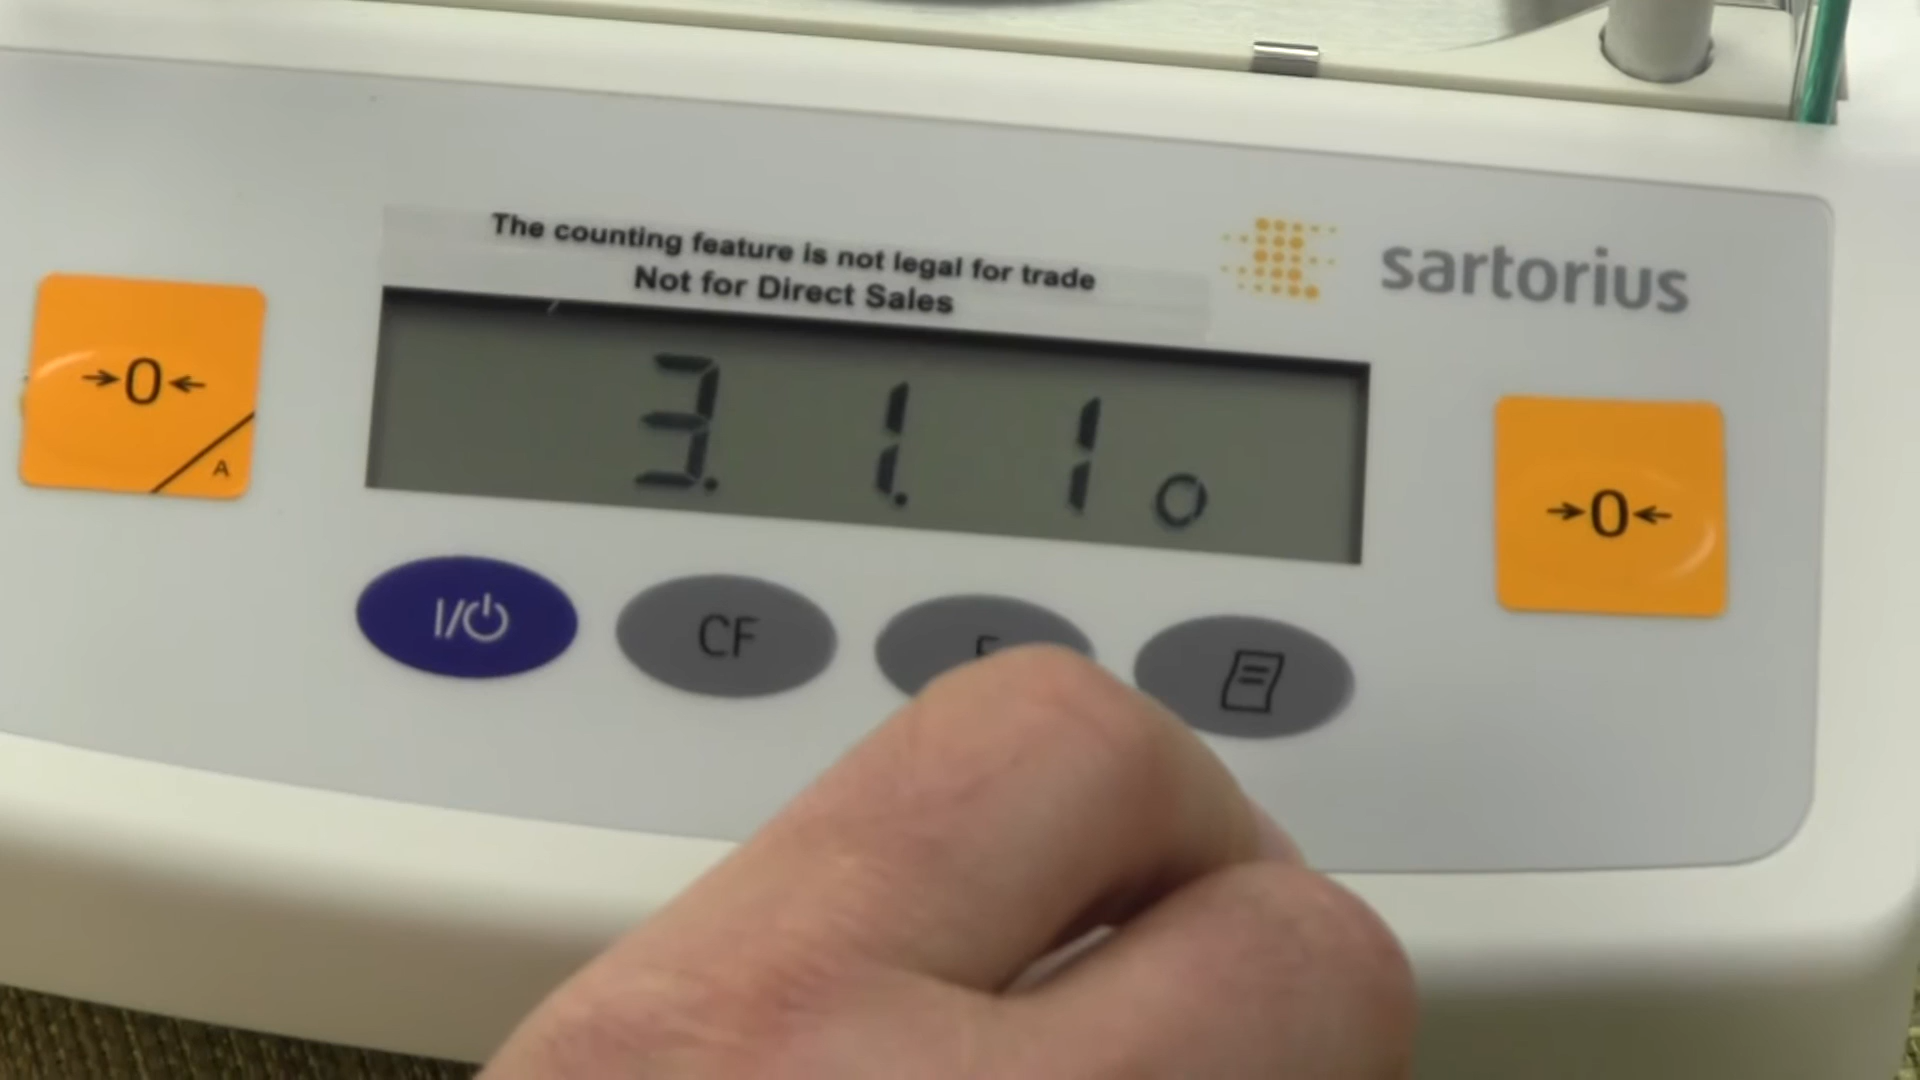 The counting feature is not legal for trade
Not for Direct Sales
sartorius
→0←
A
3. 1. 1 o
→0←
I/⏻
CF